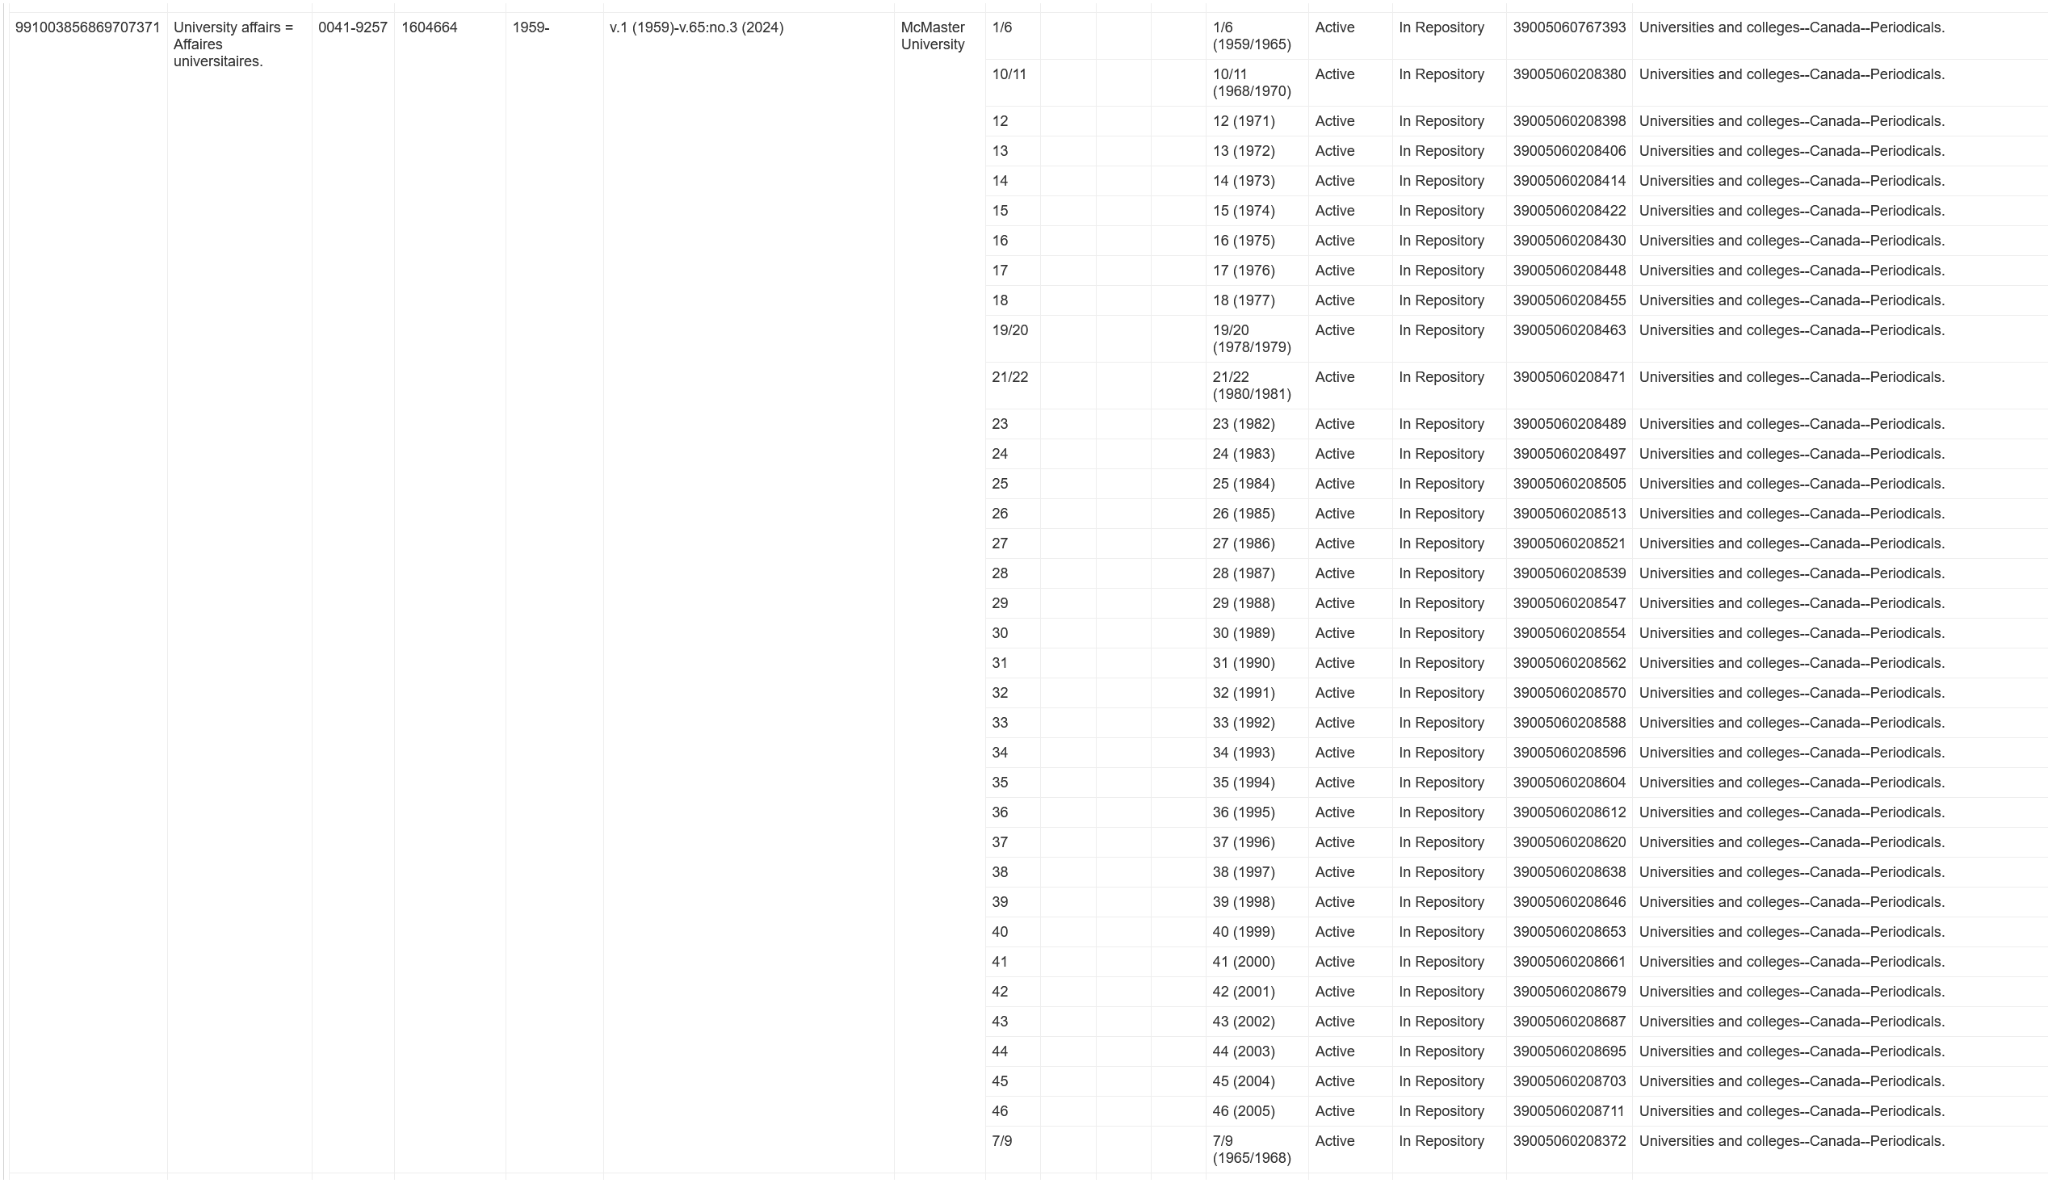 991003856869707371 University affairs = 0041-9257 1604664 1959- v.1 (1959)-v.65:no.3 (2024) McMaster 1/6 1/6 Active In Repository 39005060767393 Universities and colleges--Canada--Periodicals.
Affaires University (1959/1965)
universitaires.
10/11 10/11 Active In Repository 39005060208380 Universities and colleges--Canada--Periodicals.
(1968/1970)
12 12 (1971) Active In Repository 39005060208398 Universities and colleges--Canada--Periodicals.
13 13 (1972) Active In Repository 39005060208406 Universities and colleges--Canada--Periodicals.
14 14 (1973) Active In Repository 39005060208414 Universities and colleges--Canada--Periodicals.
15 15 (1974) Active In Repository 39005060208422 Universities and colleges--Canada--Periodicals.
16 16 (1975) Active In Repository 39005060208430 Universities and colleges--Canada--Periodicals.
17 17 (1976) Active In Repository 39005060208448 Universities and colleges--Canada--Periodicals.
18 18 (1977) Active In Repository 39005060208455 Universities and colleges--Canada--Periodicals.
19/20 19/20 Active In Repository 39005060208463 Universities and colleges--Canada--Periodicals.
(1978/1979)
21/22 21/22 Active In Repository 39005060208471 Universities and colleges--Canada--Periodicals.
(1980/1981)
23 23 (1982) Active In Repository 39005060208489 Universities and colleges--Canada--Periodicals.
24 24 (1983) Active In Repository 39005060208497 Universities and colleges--Canada--Periodicals.
25 25 (1984) Active In Repository 39005060208505 Universities and colleges--Canada--Periodicals.
26 26 (1985) Active In Repository 39005060208513 Universities and colleges--Canada--Periodicals.
27 27 (1986) Active In Repository 39005060208521 Universities and colleges--Canada--Periodicals.
28 28 (1987) Active In Repository 39005060208539 Universities and colleges--Canada--Periodicals.
29 29 (1988) Active In Repository 39005060208547 Universities and colleges--Canada--Periodicals.
30 30 (1989) Active In Repository 39005060208554 Universities and colleges--Canada--Periodicals.
31 31 (1990) Active In Repository 39005060208562 Universities and colleges--Canada--Periodicals.
32 32 (1991) Active In Repository 39005060208570 Universities and colleges--Canada--Periodicals.
33 33 (1992) Active In Repository 39005060208588 Universities and colleges--Canada--Periodicals.
34 34 (1993) Active In Repository 39005060208596 Universities and colleges--Canada--Periodicals.
35 35 (1994) Active In Repository 39005060208604 Universities and colleges--Canada--Periodicals.
36 36 (1995) Active In Repository 39005060208612 Universities and colleges--Canada--Periodicals.
37 37 (1996) Active In Repository 39005060208620 Universities and colleges--Canada--Periodicals.
38 38 (1997) Active In Repository 39005060208638 Universities and colleges--Canada--Periodicals.
39 39 (1998) Active In Repository 39005060208646 Universities and colleges--Canada--Periodicals.
40 40 (1999) Active In Repository 39005060208653 Universities and colleges--Canada--Periodicals.
41 41 (2000) Active In Repository 39005060208661 Universities and colleges--Canada--Periodicals.
42 42 (2001) Active In Repository 39005060208679 Universities and colleges--Canada--Periodicals.
43 43 (2002) Active In Repository 39005060208687 Universities and colleges--Canada--Periodicals.
44 44 (2003) Active In Repository 39005060208695 Universities and colleges--Canada--Periodicals.
45 45 (2004) Active In Repository 39005060208703 Universities and colleges--Canada--Periodicals.
46 46 (2005) Active In Repository 39005060208711 Universities and colleges--Canada--Periodicals.
7/9 7/9 Active In Repository 39005060208372 Universities and colleges--Canada--Periodicals.
(1965/1968)